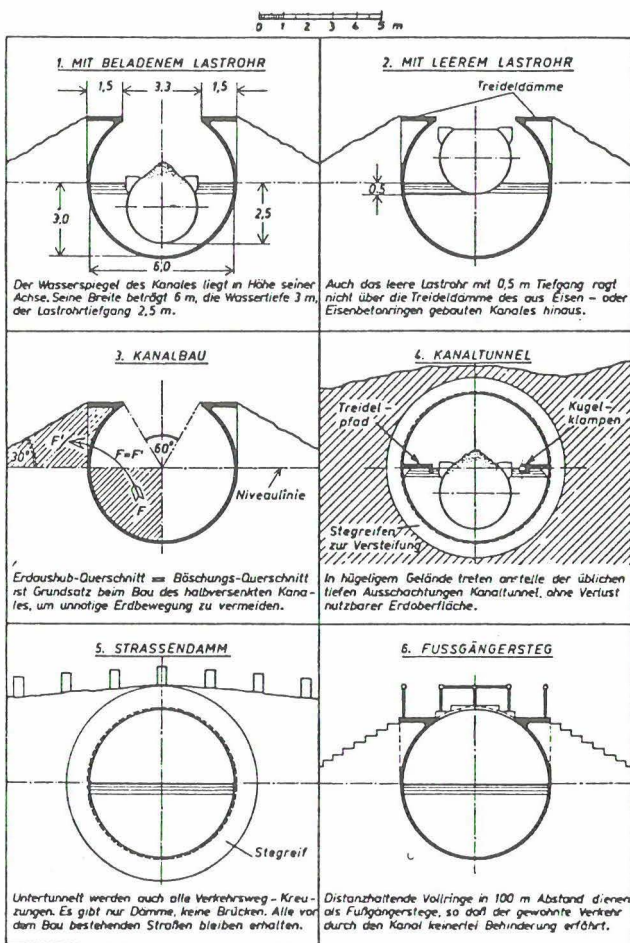 0 1 2 3 4 5 m
1. MIT BELADENEM LASTROHR
1,5 3,3 1,5
3,0
2,5
6,0
Der Wasserspiegel des Kanales liegt in Höhe seiner
Achse. Seine Breite beträgt 6 m, die Wassertiefe 3 m,
der Lastrohrtiefgang 2,5 m.
2. MIT LEEREM LASTROHR
Treideldämme
0,5
Auch das leere Lastrohr mit 0,5 m Tiefgang ragt
nicht über die Treideldämme des aus Eisen- oder
Eisenbetonringen gebauten Kanales hinaus.
3. KANALBAU
F'
F=F'
60°
30°
F
Niveaulinie
Erdaushub-Querschnitt = Böschungs-Querschnitt
ist Grundsatz beim Bau des halbversenkten Kana-
les, um unnötige Erdbewegung zu vermeiden.
4. KANALTUNNEL
Treidel-
pfad
Kugel-
klampen
Stegreifen
zur Versteifung
In hügeligem Gelände treten anstelle der üblichen
tiefen Ausschachtungen Kanaltunnel, ohne Verlust
nutzbarer Erdoberfläche.
5. STRASSENDAMM
Stegreif
Untertunnelt werden auch alle Verkehrsweg-Kreu-
zungen. Es gibt nur Dämme, keine Brücken. Alle vor
dem Bau bestehenden Straßen bleiben erhalten.
6. FUSSGÄNGERSTEG
Distanzhaltende Vollringe in 100 m Abstand dienen
als Fußgängerstege, so daß der gewohnte Verkehr
durch den Kanal keinerlei Behinderung erfährt.